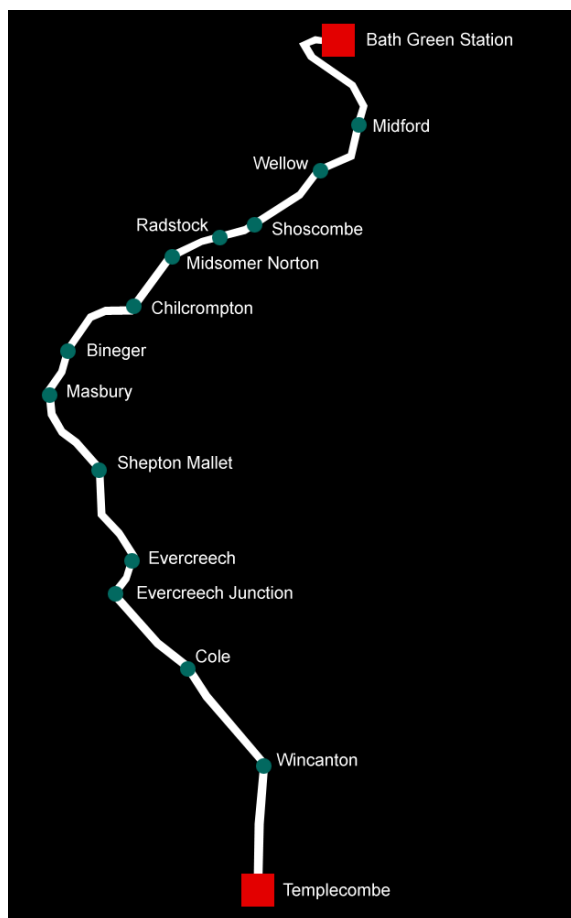 Bath Green Station
Midford
Wellow
Shoscombe
Radstock
Midsomer Norton
Chilcrompton
Bineger
Masbury
Shepton Mallet
Evercreech
Evercreech Junction
Cole
Wincanton
Templecombe